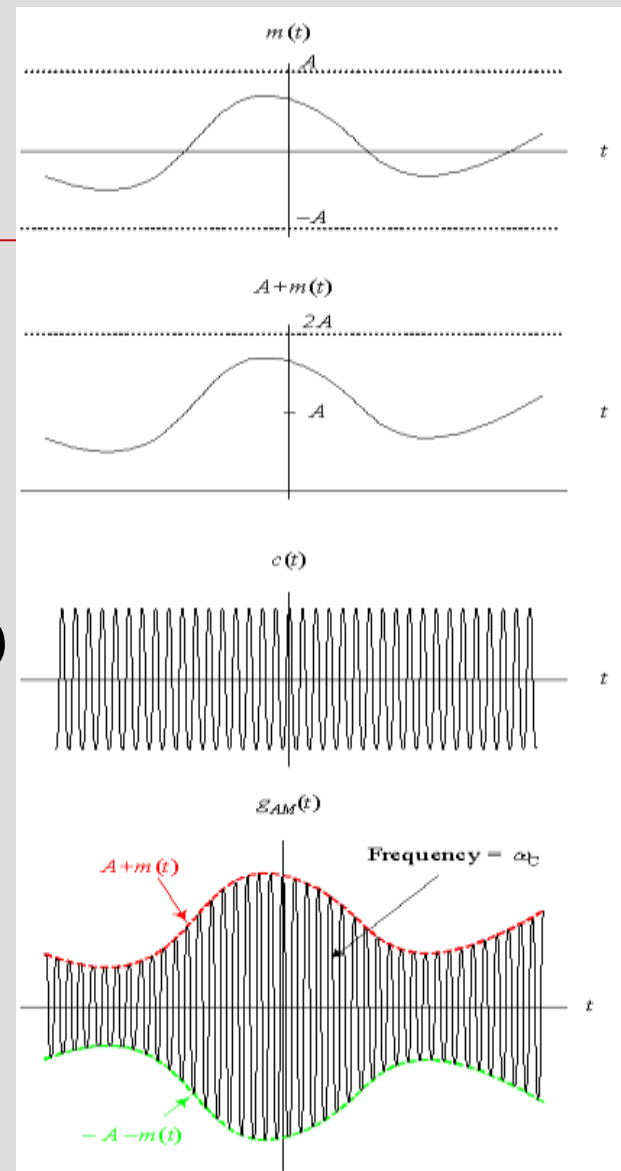 m(t)
A
t
−A
A+m(t)
2A
A
t
c(t)
t
)
g_AM(t)
Frequency = ω_C
A+m(t)
t
−A−m(t)